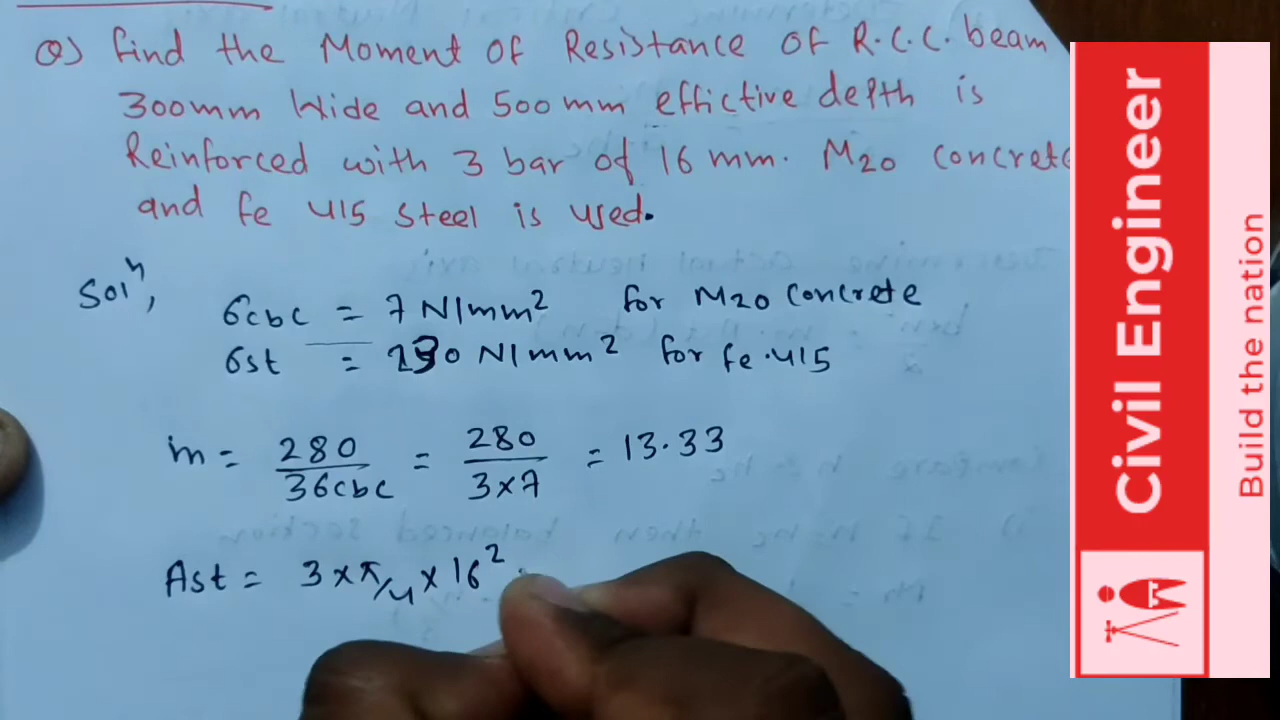 Q) find the Moment of Resistance of R.C.C. beam
300mm Wide and 500mm effictive depth is
Reinforced with 3 bar of 16 mm. M20 concrete
and fe 415 steel is used.
Solⁿ,
σcbc = 7 N/mm² for M20 Concrete
σst = 230 N/mm² for fe.415
m = 280/3σcbc = 280/3×7 = 13.33
Ast = 3×π/4×16²
Civil Engineer
Build the nation